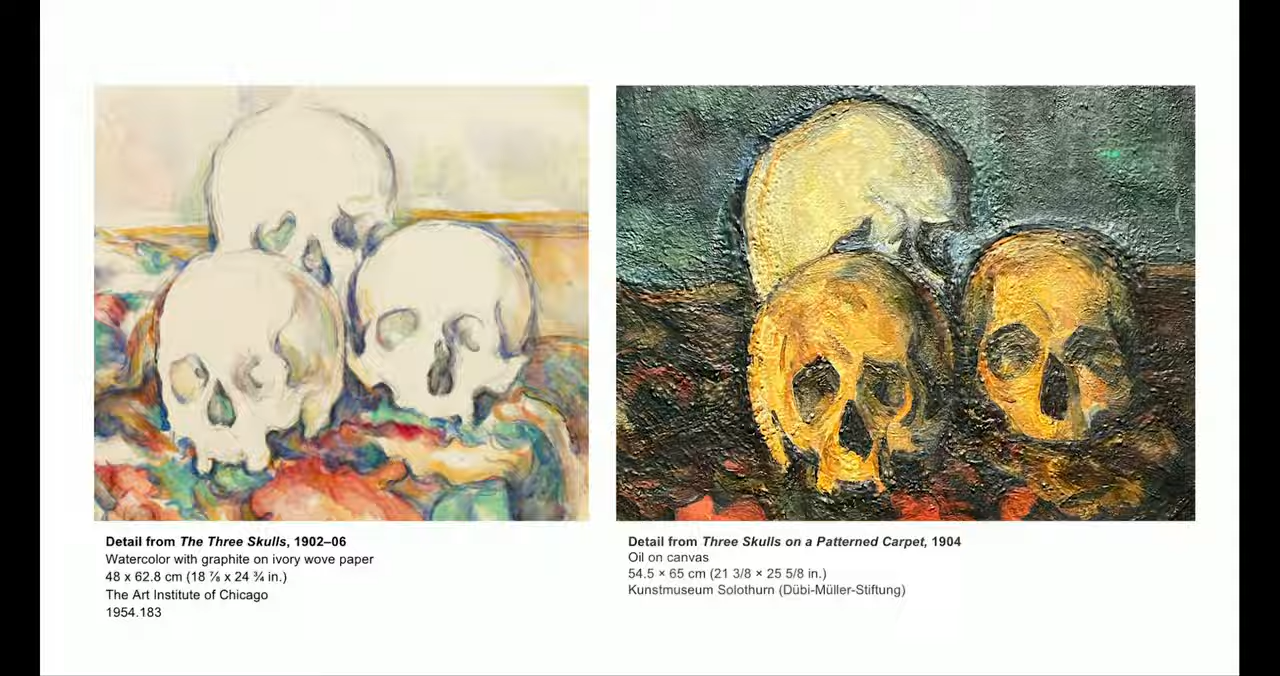 Detail from The Three Skulls, 1902–06
Watercolor with graphite on ivory wove paper
48 x 62.8 cm (18 ⅞ x 24 ¾ in.)
The Art Institute of Chicago
1954.183
Detail from Three Skulls on a Patterned Carpet, 1904
Oil on canvas
54.5 × 65 cm (21 3/8 × 25 5/8 in.)
Kunstmuseum Solothurn (Dübi-Müller-Stiftung)